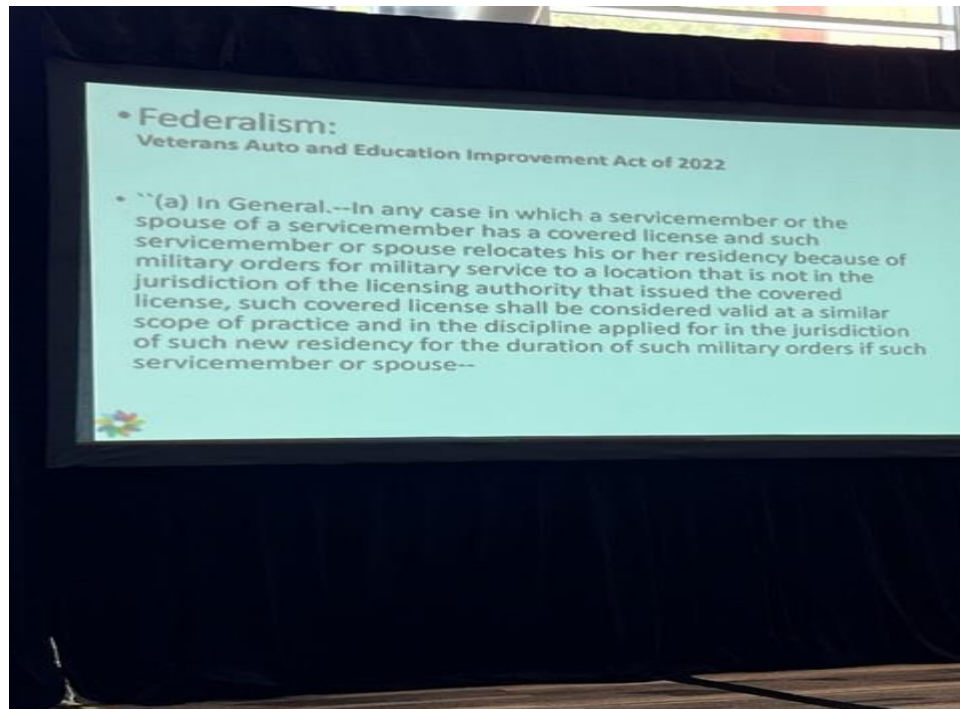 • Federalism:
Veterans Auto and Education Improvement Act of 2022
• ``(a) In General.--In any case in which a servicemember or the
spouse of a servicemember has a covered license and such
servicemember or spouse relocates his or her residency because of
military orders for military service to a location that is not in the
jurisdiction of the licensing authority that issued the covered
license, such covered license shall be considered valid at a similar
scope of practice and in the discipline applied for in the jurisdiction
of such new residency for the duration of such military orders if such
servicemember or spouse--